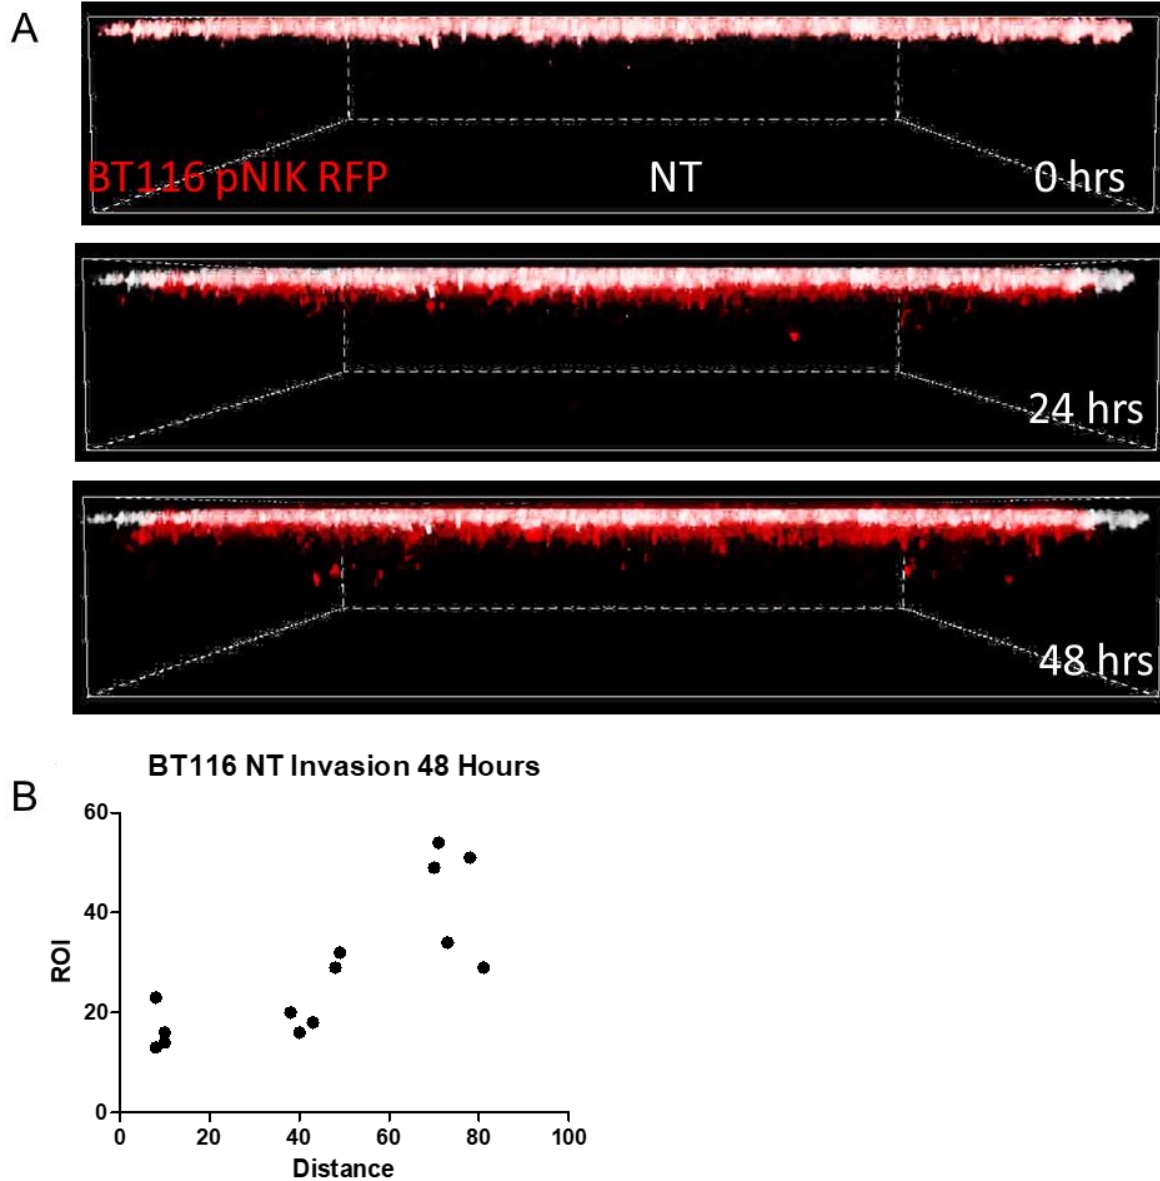 A
BT116 pNIK RFP NT 0 hrs
24 hrs
48 hrs
BT116 NT Invasion 48 Hours
B
60
40
20
0
ROI
0 20 40 60 80 100
Distance